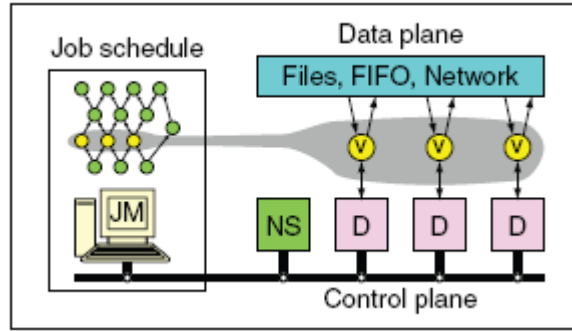 Job schedule
Data plane
Files, FIFO, Network
V V V
JM
NS D D D
Control plane